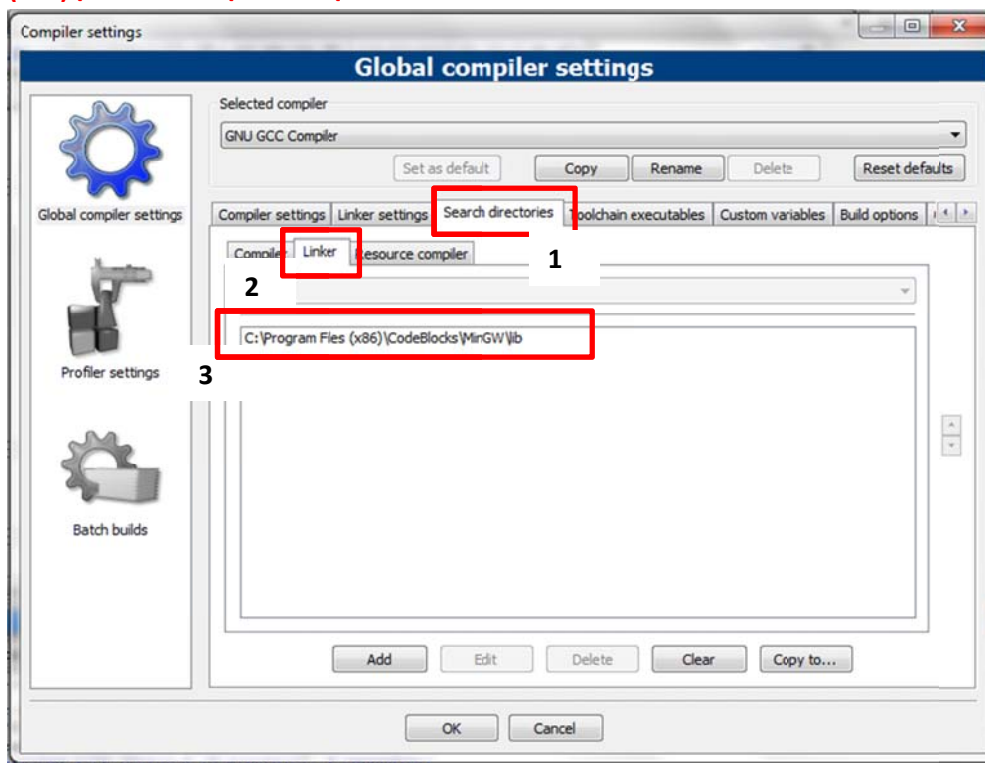 Compiler settings
Global compiler settings
Selected compiler
GNU GCC Compiler
Set as default Copy Rename Delete Reset defaults
Global compiler settings
Compiler settings Linker settings Search directories Toolchain executables Custom variables Build options
Compiler Linker Resource compiler
1
2
C:\Program Files (x86)\CodeBlocks\MinGW\lib
3
Profiler settings
Batch builds
Add Edit Delete Clear Copy to...
OK Cancel